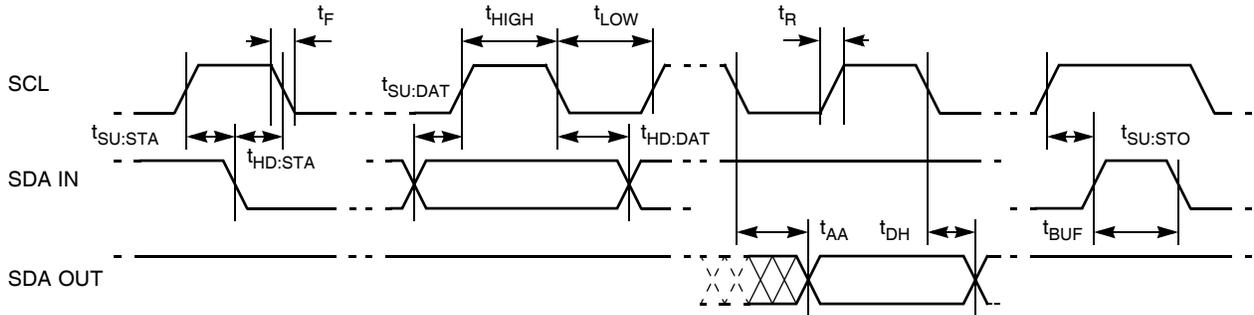 tF
tHIGH
tLOW
tR
SCL
tSU:DAT
tSU:STA
tHD:STA
tHD:DAT
tSU:STO
SDA IN
tAA
tDH
tBUF
SDA OUT